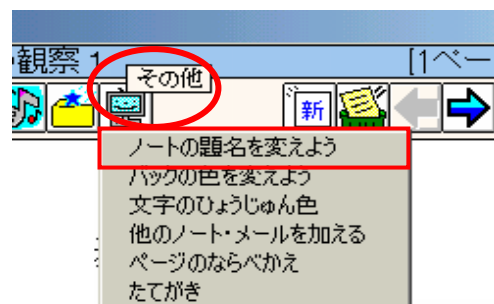 観察 1 [1ペー
その他
新
ノートの題名を変えよう
バックの色を変えよう
文字のひょうじゅん色
他のノート・メールを加える
ページのならべかえ
たてがき